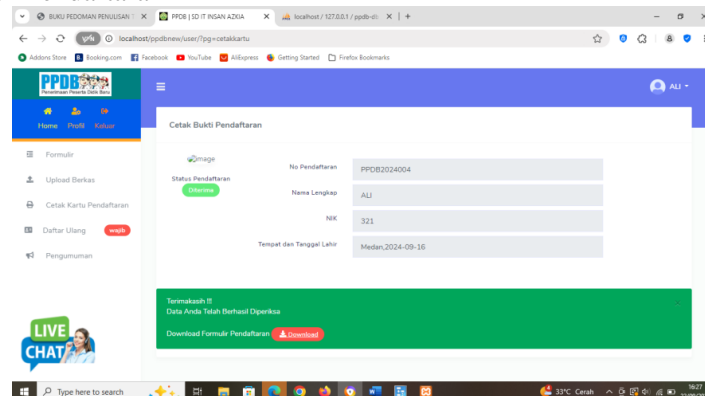 BUKU PEDOMAN PENULISAN T
PPDB | SD IT INSAN AZKIA
localhost / 127.0.0.1 / ppdb-di
VPN
localhost/ppdbnew/user/?pg=cetakkartu
Addons Store
Booking.com
Facebook
YouTube
AliExpress
Getting Started
Firefox Bookmarks
PPDB
Penerimaan Peserta Didik Baru
ALI
Home
Profil
Keluar
Cetak Bukti Pendaftaran
Formulir
Upload Berkas
Cetak Kartu Pendaftaran
Daftar Ulang
wajib
Pengumuman
image
Status Pendaftaran
Diterima
No Pendaftaran
PPDB2024004
Nama Lengkap
ALI
NIK
321
Tempat dan Tanggal Lahir
Medan,2024-09-16
Terimakasih !!!
Data Anda Telah Berhasil Diperiksa
Download Formulir Pendaftaran
Download
LIVE
CHAT
Type here to search
33°C Cerah
16:27